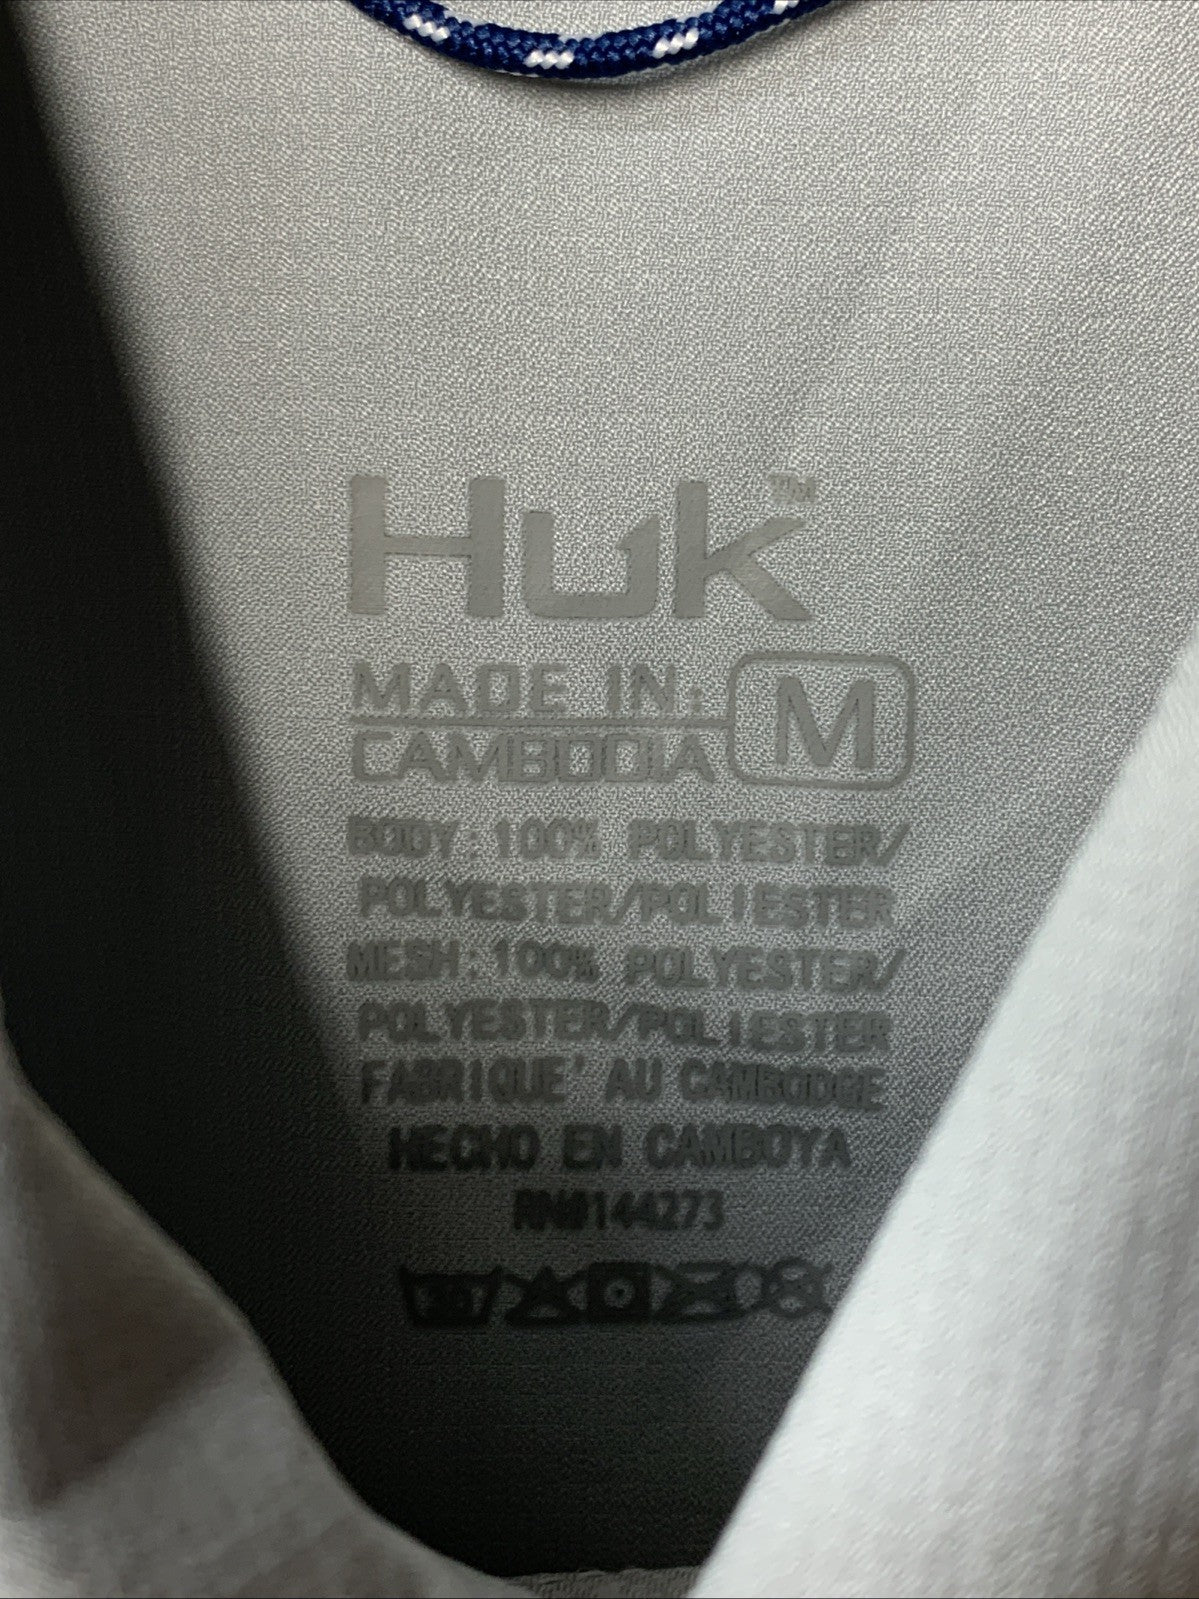 Huk™
MADE IN:
CAMBODIA
M
BODY: 100% POLYESTER/
POLYESTER/POLIESTER
MESH: 100% POLYESTER/
POLYESTER/POLIESTER
FABRIQUE' AU CAMBODGE
HECHO EN CAMBOYA
RN#144273